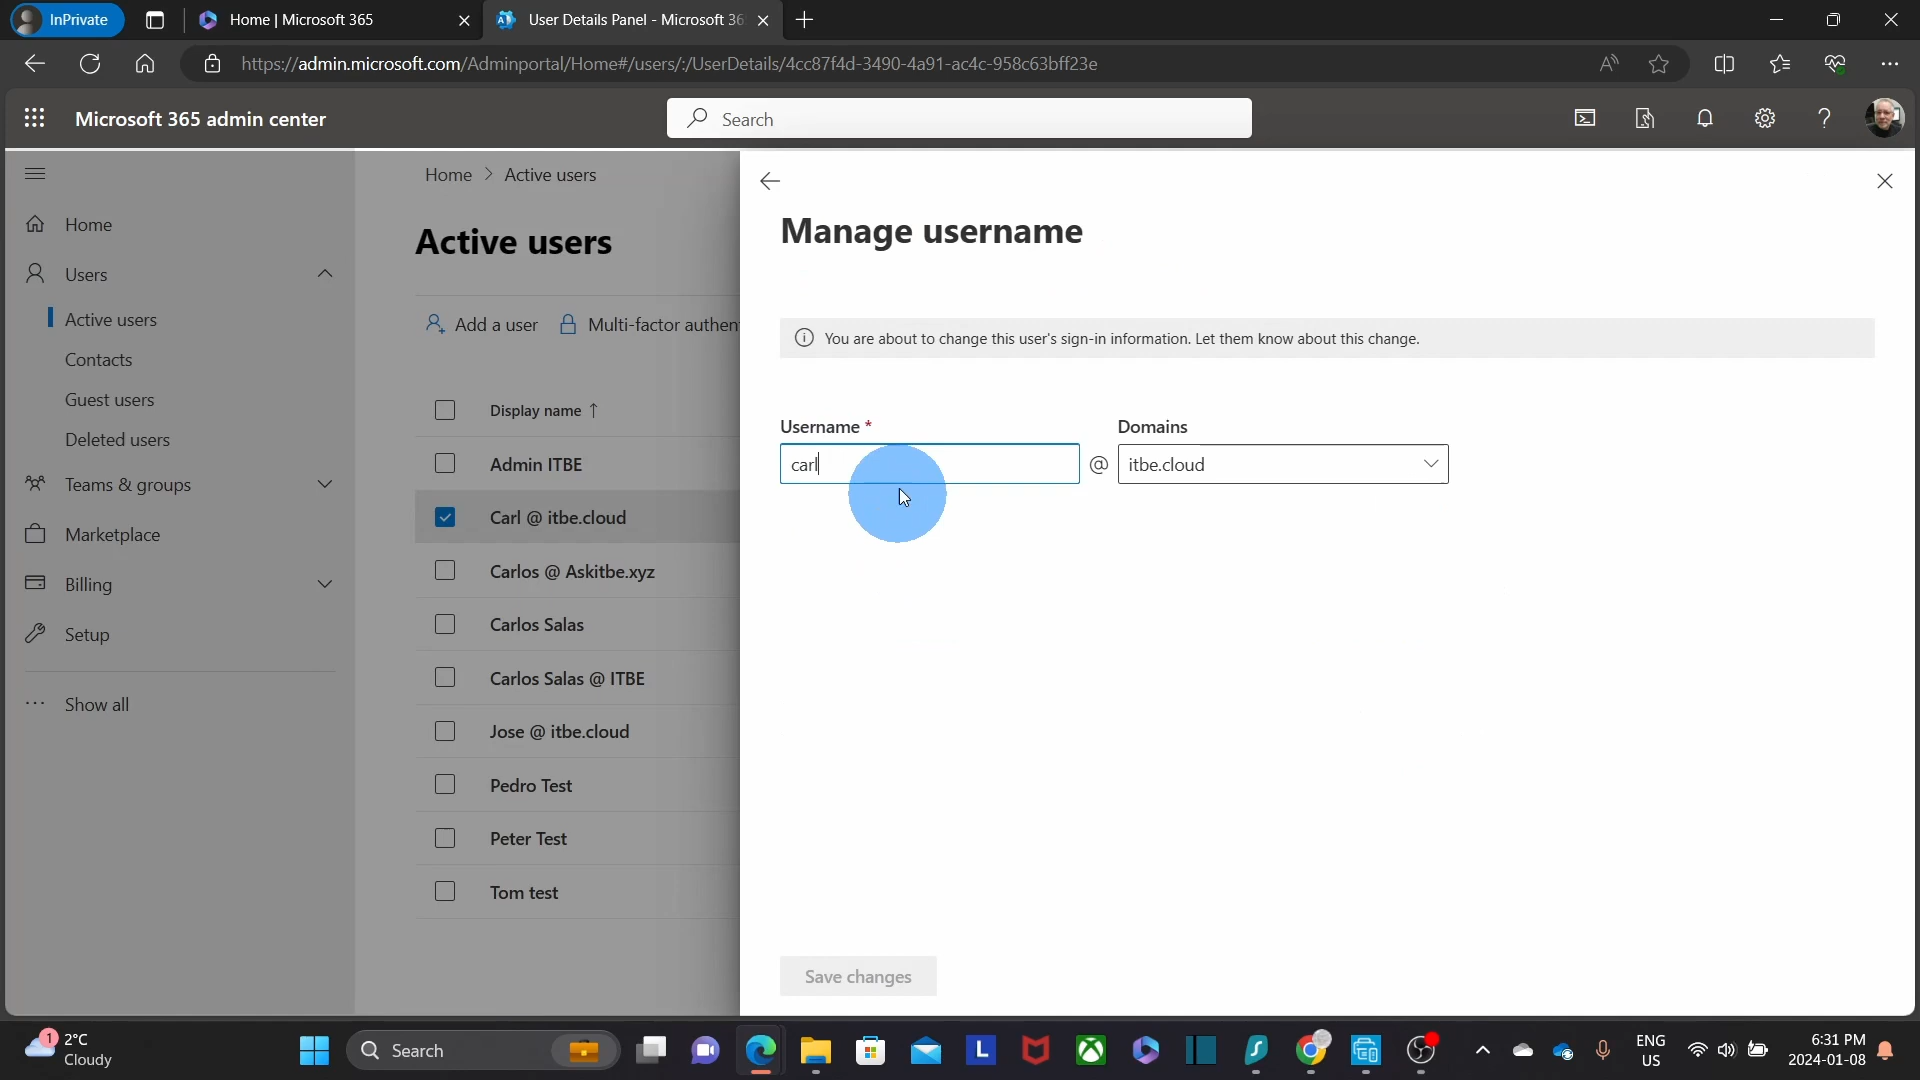 InPrivate
Home | Microsoft 365
User Details Panel - Microsoft 36
https://admin.microsoft.com/Adminportal/Home#/users/:/UserDetails/4cc87f4d-3490-4a91-ac4c-958c63bff23e
Microsoft 365 admin center
Search
Home
Users
Active users
Contacts
Guest users
Deleted users
Teams & groups
Marketplace
Billing
Setup
Show all
Home > Active users
Active users
Add a user
Multi-factor authen
Display name ↑
Admin ITBE
Carl @ itbe.cloud
Carlos @ Askitbe.xyz
Carlos Salas
Carlos Salas @ ITBE
Jose @ itbe.cloud
Pedro Test
Peter Test
Tom test
Manage username
You are about to change this user's sign-in information. Let them know about this change.
Username *
Domains
carl
@
itbe.cloud
Save changes
1
2°C
Cloudy
Search
L
ENG
US
6:31 PM
2024-01-08